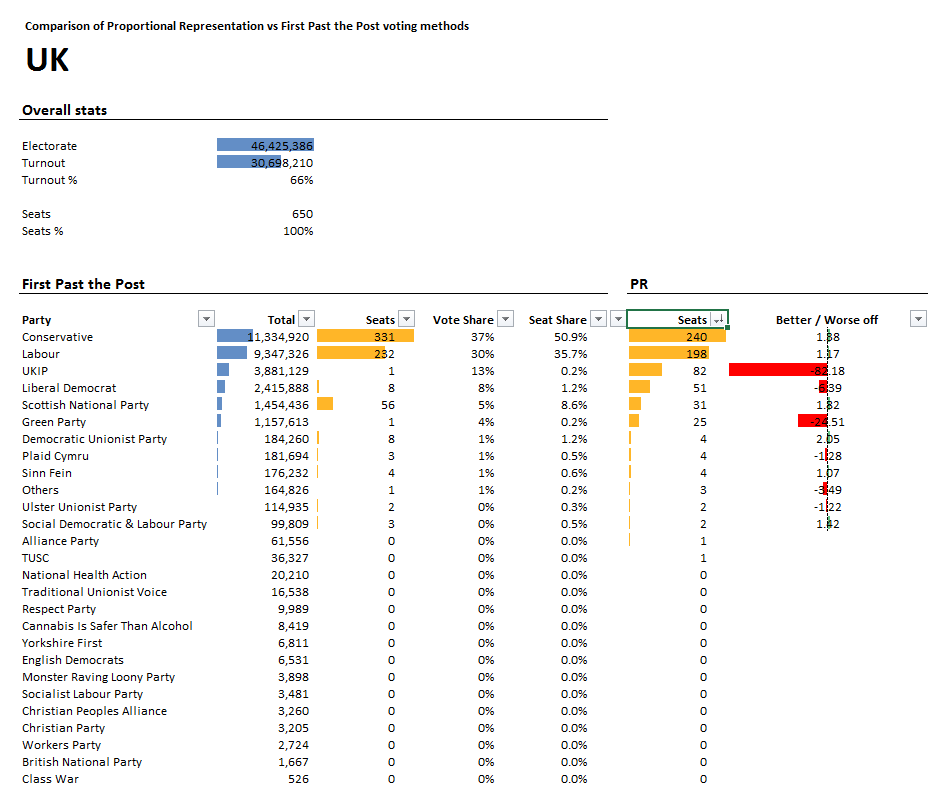 Comparison of Proportional Representation vs First Past the Post voting methods
UK
Overall stats
Electorate 46,425,386
Turnout 30,698,210
Turnout % 66%
Seats 650
Seats % 100%
First Past the Post PR
Party Total Seats Vote Share Seat Share Seats Better / Worse off
Conservative 11,334,920 331 37% 50.9% 240 1.38
Labour 9,347,326 232 30% 35.7% 198 1.17
UKIP 3,881,129 1 13% 0.2% 82 -82.18
Liberal Democrat 2,415,888 8 8% 1.2% 51 -6.39
Scottish National Party 1,454,436 56 5% 8.6% 31 1.82
Green Party 1,157,613 1 4% 0.2% 25 -24.51
Democratic Unionist Party 184,260 8 1% 1.2% 4 2.05
Plaid Cymru 181,694 3 1% 0.5% 4 -1.28
Sinn Fein 176,232 4 1% 0.6% 4 1.07
Others 164,826 1 1% 0.2% 3 -3.49
Ulster Unionist Party 114,935 2 0% 0.3% 2 -1.22
Social Democratic & Labour Party 99,809 3 0% 0.5% 2 1.42
Alliance Party 61,556 0 0% 0.0% 1
TUSC 36,327 0 0% 0.0% 1
National Health Action 20,210 0 0% 0.0% 0
Traditional Unionist Voice 16,538 0 0% 0.0% 0
Respect Party 9,989 0 0% 0.0% 0
Cannabis Is Safer Than Alcohol 8,419 0 0% 0.0% 0
Yorkshire First 6,811 0 0% 0.0% 0
English Democrats 6,531 0 0% 0.0% 0
Monster Raving Loony Party 3,898 0 0% 0.0% 0
Socialist Labour Party 3,481 0 0% 0.0% 0
Christian Peoples Alliance 3,260 0 0% 0.0% 0
Christian Party 3,205 0 0% 0.0% 0
Workers Party 2,724 0 0% 0.0% 0
British National Party 1,667 0 0% 0.0% 0
Class War 526 0 0% 0.0% 0